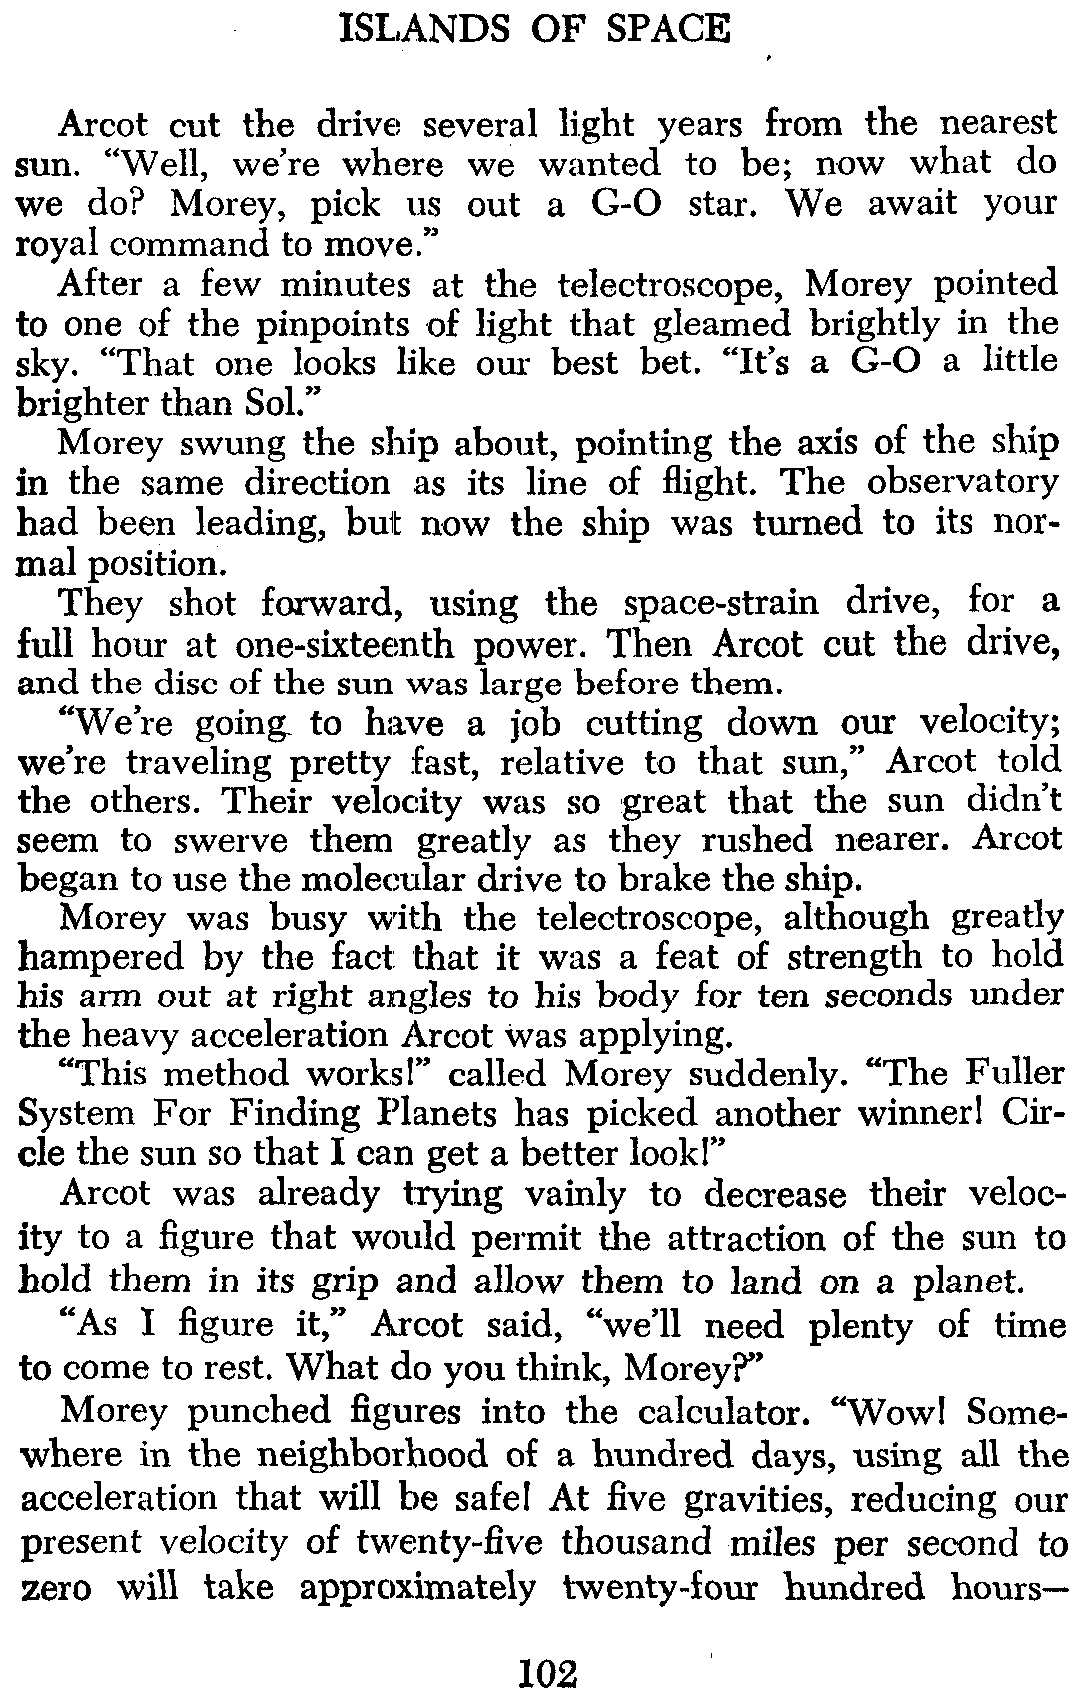 ISLANDS OF SPACE
Arcot cut the drive several light years from the nearest
sun. “Well, we’re where we wanted to be; now what do
we do? Morey, pick us out a G-O star. We await your
royal command to move.”
After a few minutes at the telectroscope, Morey pointed
to one of the pinpoints of light that gleamed brightly in the
sky. “That one looks like our best bet. “It’s a G-O a little
brighter than Sol.”
Morey swung the ship about, pointing the axis of the ship
in the same direction as its line of flight. The observatory
had been leading, but now the ship was turned to its nor-
mal position.
They shot forward, using the space-strain drive, for a
full hour at one-sixteenth power. Then Arcot cut the drive,
and the disc of the sun was large before them.
“We’re going to have a job cutting down our velocity;
we’re traveling pretty fast, relative to that sun,” Arcot told
the others. Their velocity was so great that the sun didn’t
seem to swerve them greatly as they rushed nearer. Arcot
began to use the molecular drive to brake the ship.
Morey was busy with the telectroscope, although greatly
hampered by the fact that it was a feat of strength to hold
his arm out at right angles to his body for ten seconds under
the heavy acceleration Arcot was applying.
“This method works!” called Morey suddenly. “The Fuller
System For Finding Planets has picked another winner! Cir-
cle the sun so that I can get a better look!”
Arcot was already trying vainly to decrease their veloc-
ity to a figure that would permit the attraction of the sun to
hold them in its grip and allow them to land on a planet.
“As I figure it,” Arcot said, “we’ll need plenty of time
to come to rest. What do you think, Morey?”
Morey punched figures into the calculator. “Wow! Some-
where in the neighborhood of a hundred days, using all the
acceleration that will be safe! At five gravities, reducing our
present velocity of twenty-five thousand miles per second to
zero will take approximately twenty-four hundred hours—
102